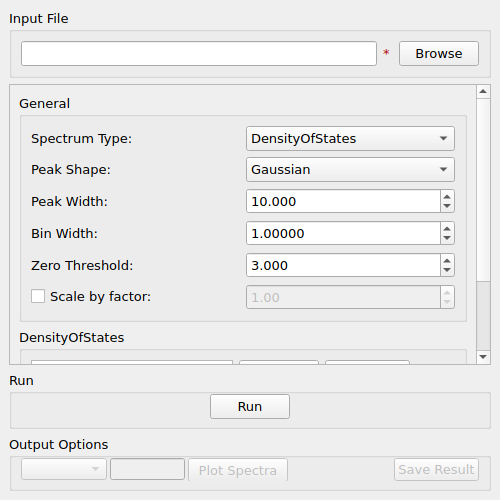 Input File
* Browse
General
Spectrum Type: DensityOfStates
Peak Shape: Gaussian
Peak Width: 10.000
Bin Width: 1.00000
Zero Threshold: 3.000
Scale by factor: 1.00
DensityOfStates
Run
Run
Output Options
Plot Spectra Save Result